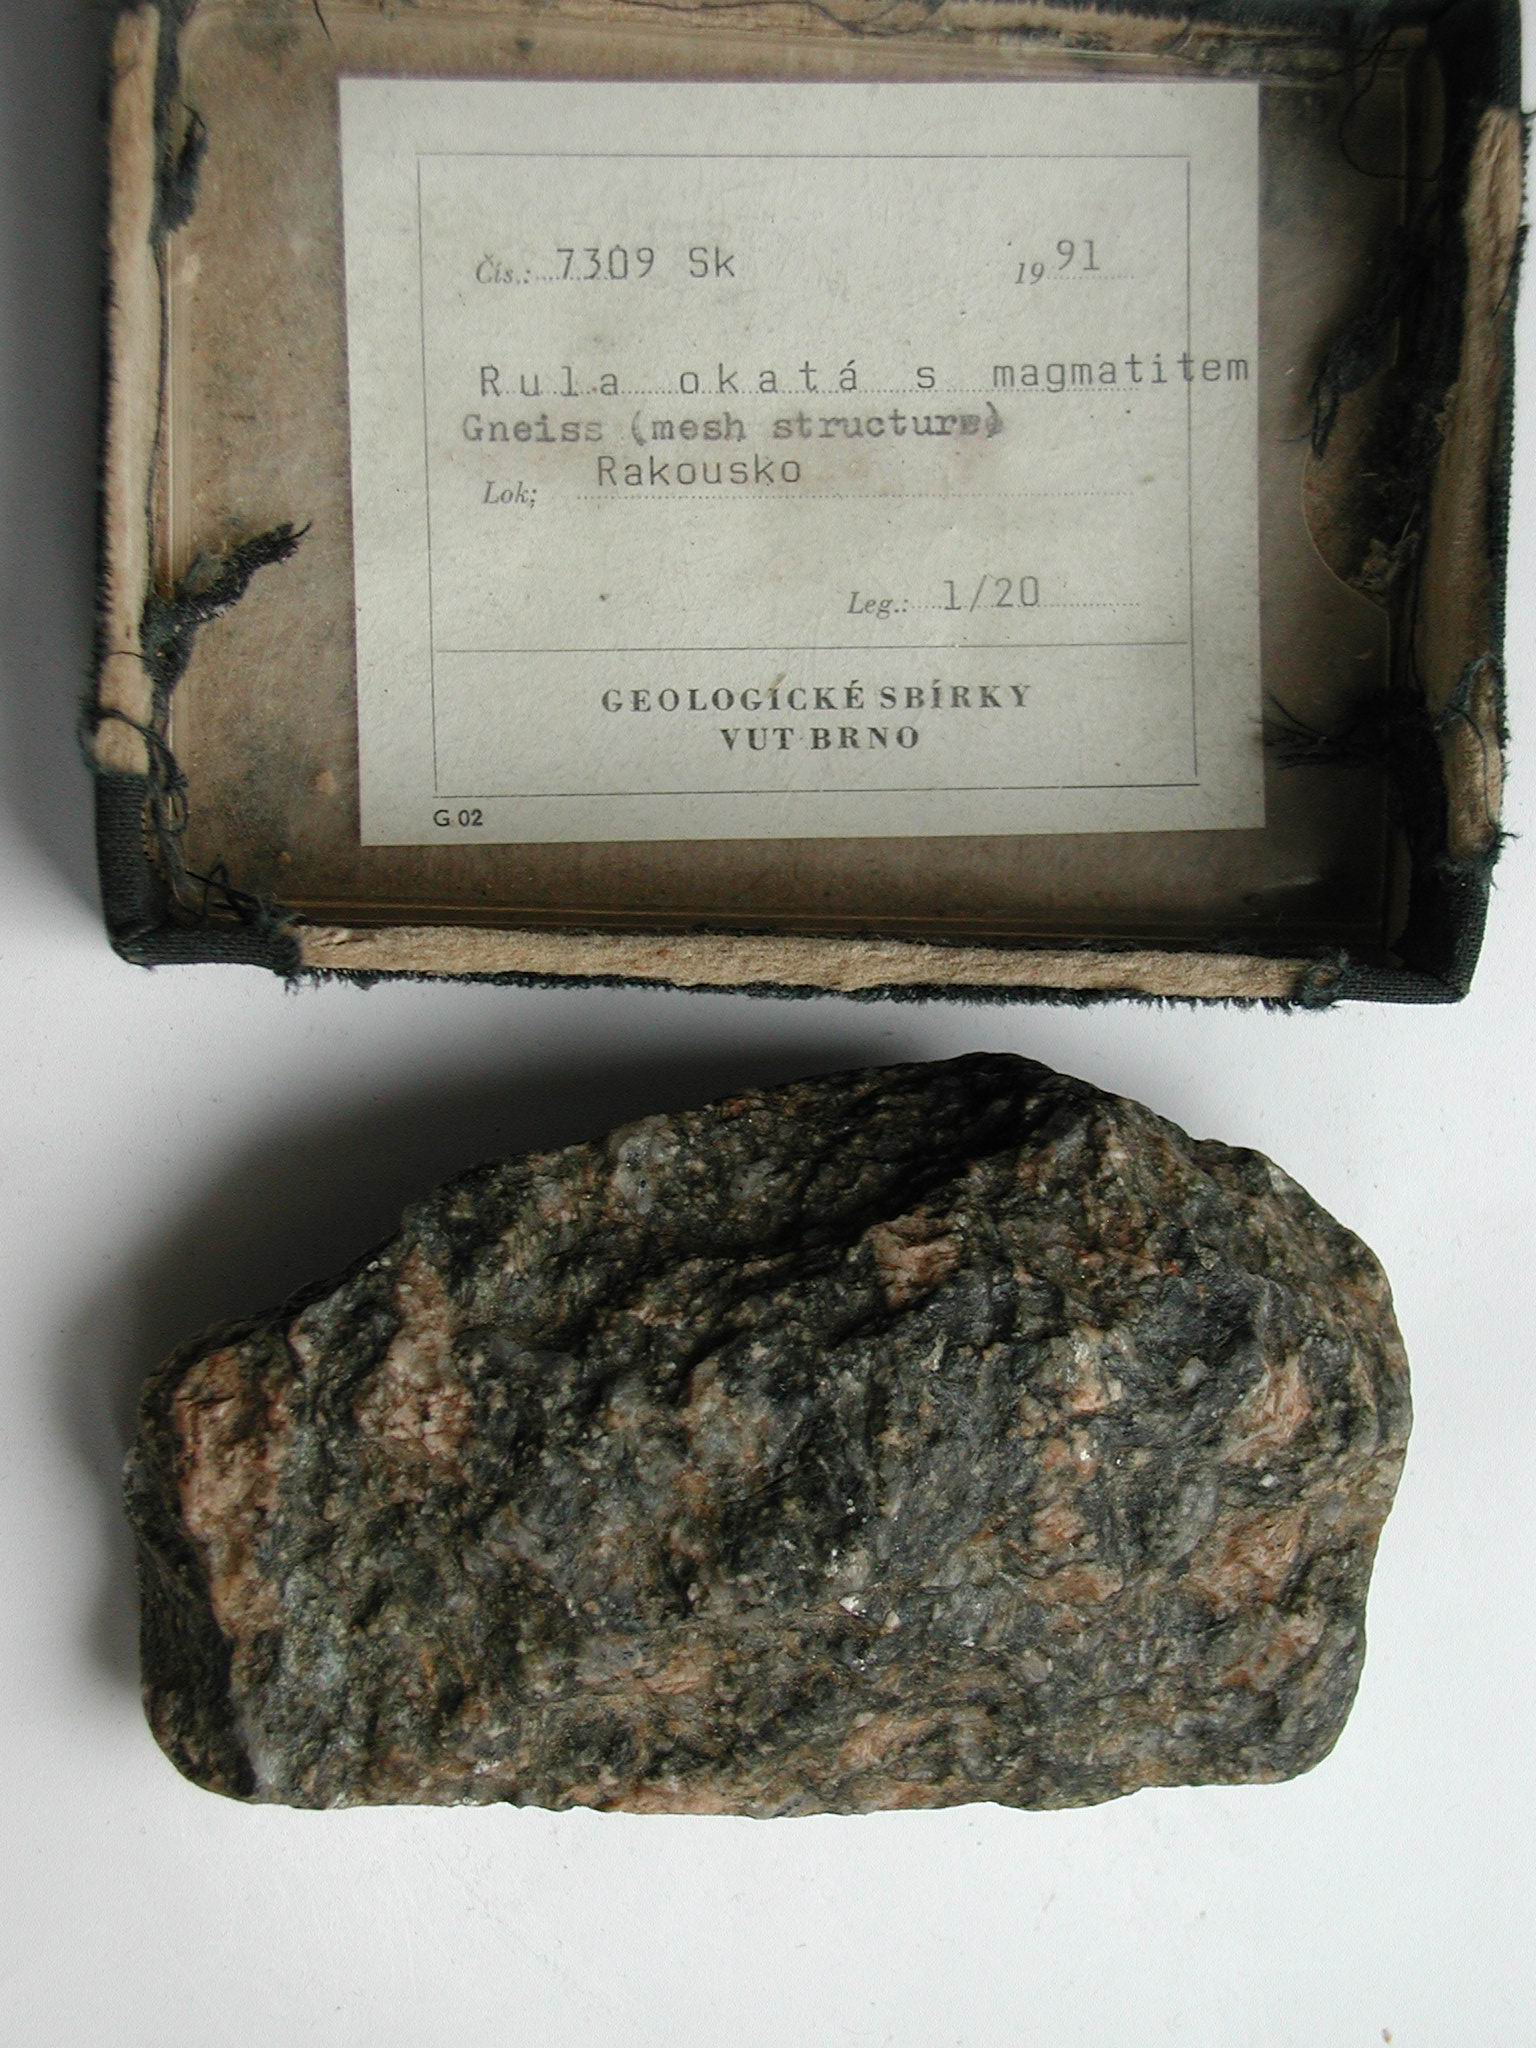 Čís.: 7309 Sk 1991
Rula okatá s magmatitem
Gneiss (mesh structure)
Lok: Rakousko
Leg.: 1/20
GEOLOGICKÉ SBÍRKY
VUT BRNO
G 02